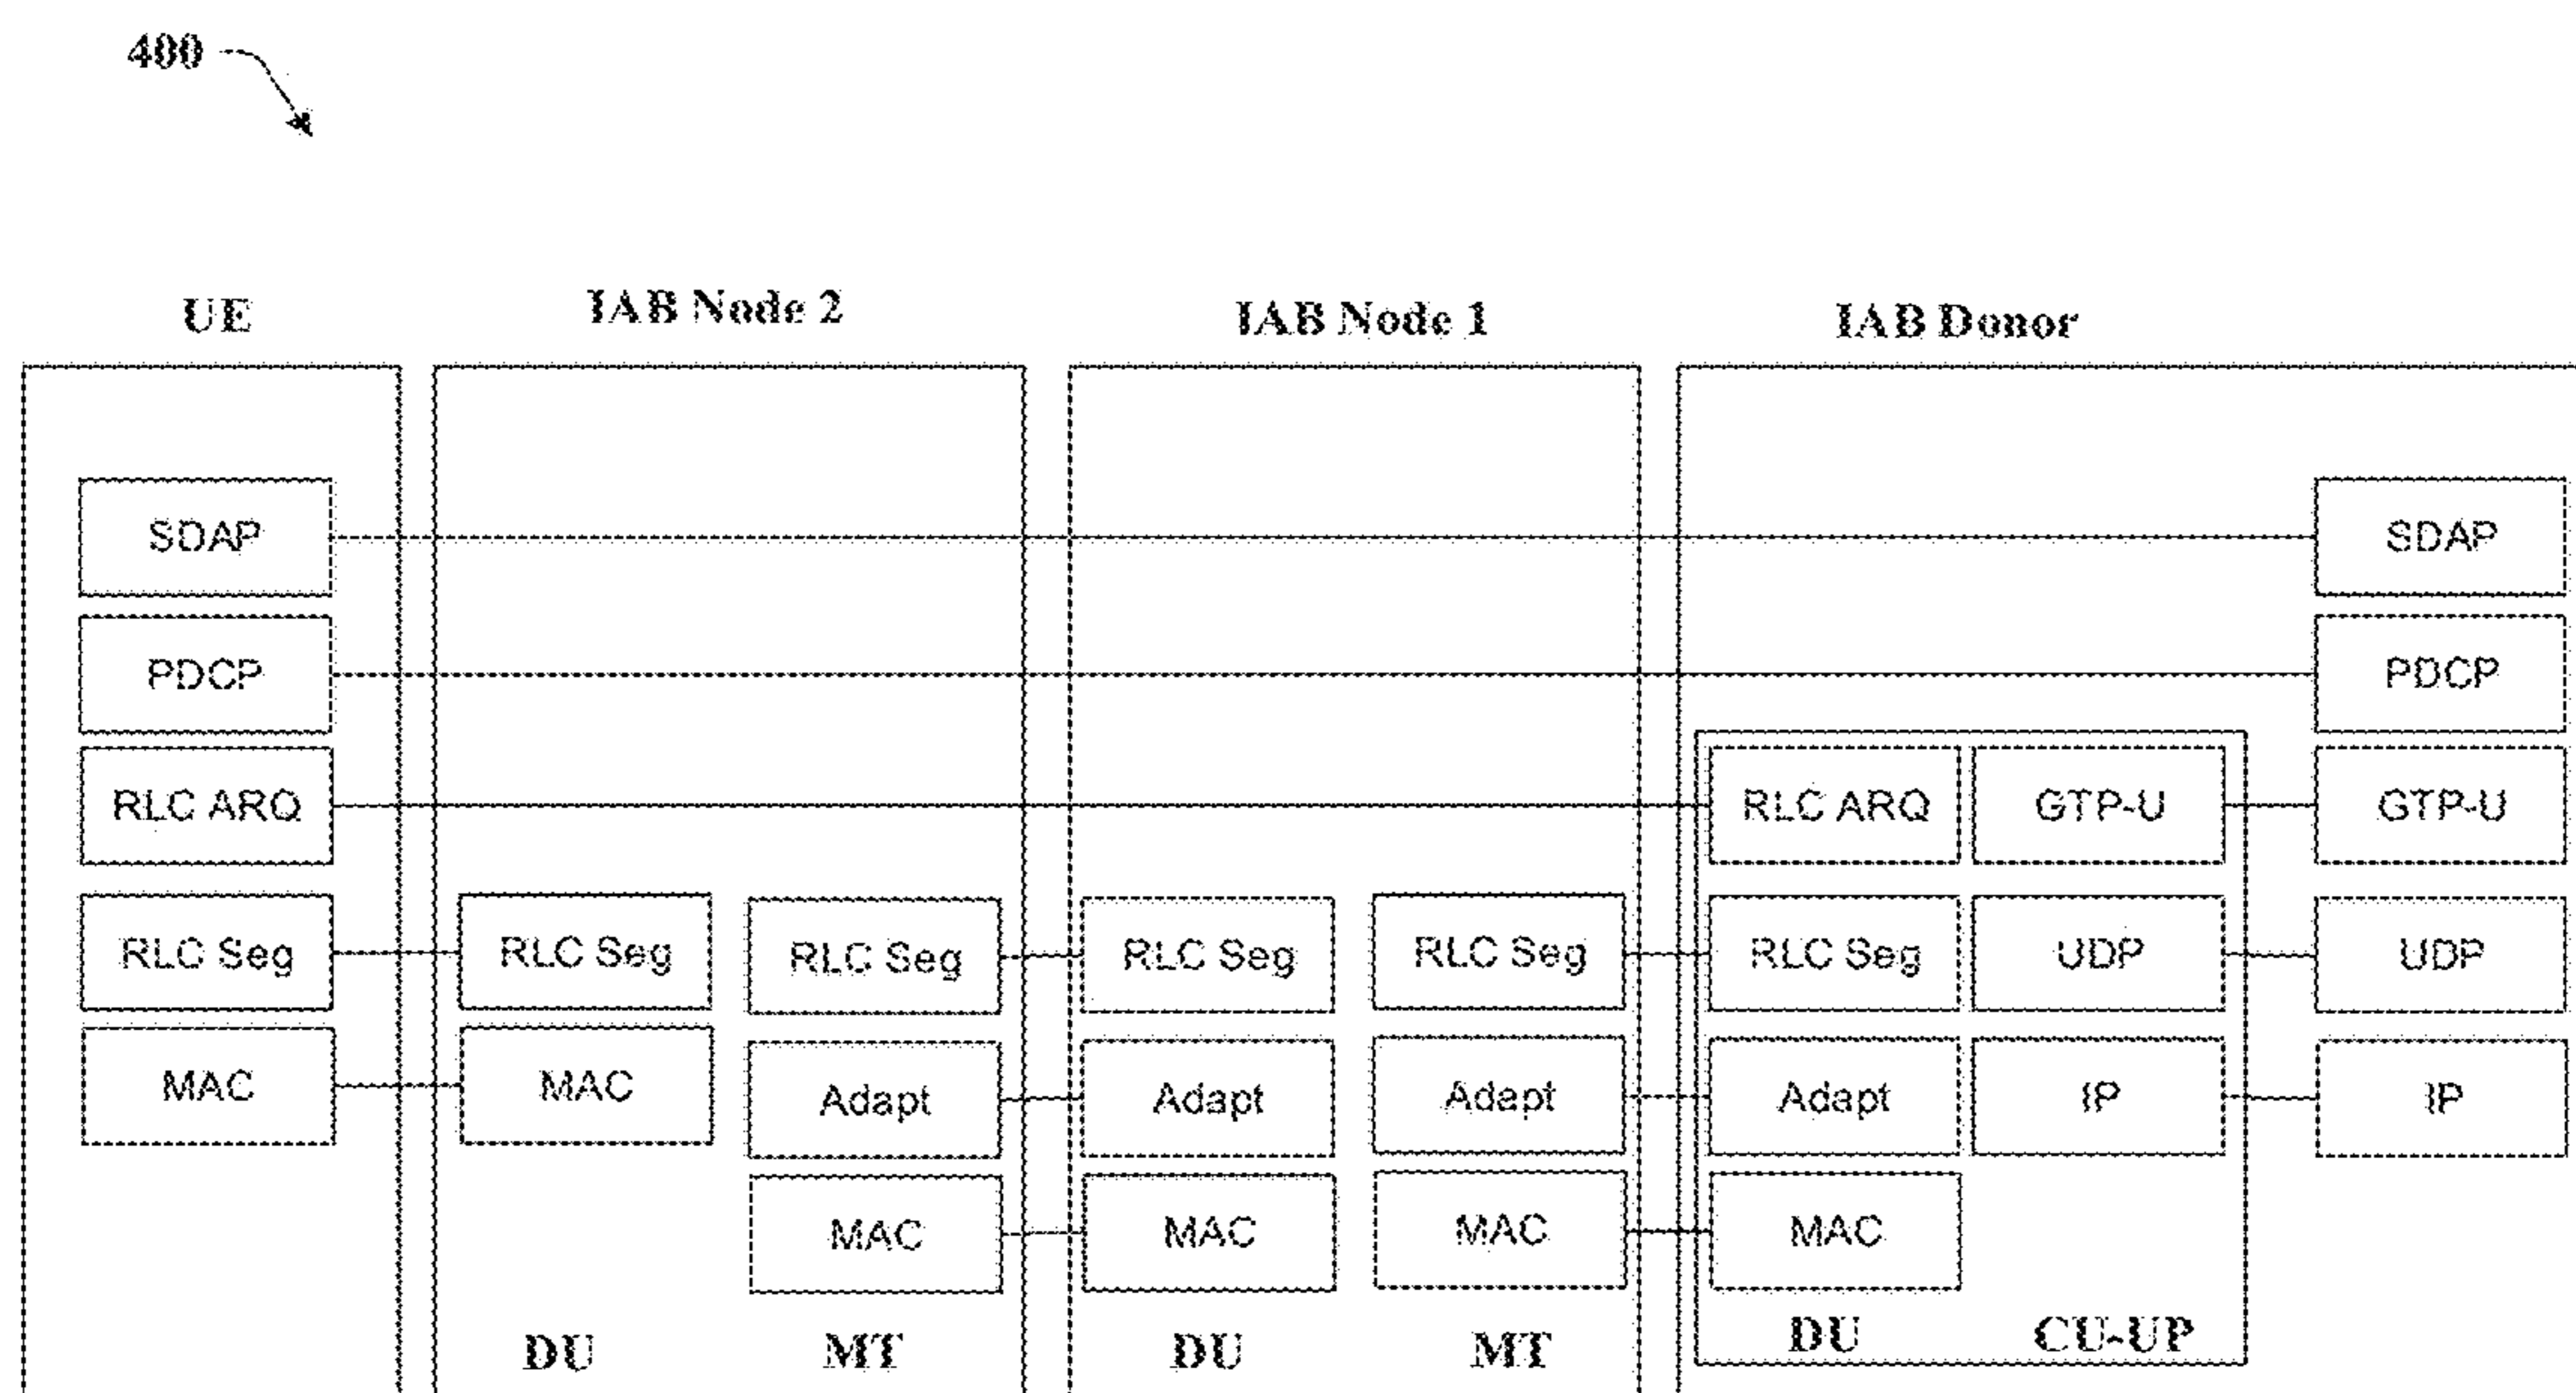 400
UE IAB Node 2 IAB Node 1 IAB Donor
SDAP SDAP
PDCP PDCP
RLC ARQ RLC ARQ GTP-U GTP-U
RLC Seg RLC Seg RLC Seg RLC Seg RLC Seg RLC Seg UDP UDP
MAC MAC Adapt Adapt Adapt Adapt IP IP
MAC MAC MAC MAC
DU MT DU MT DU CU-UP